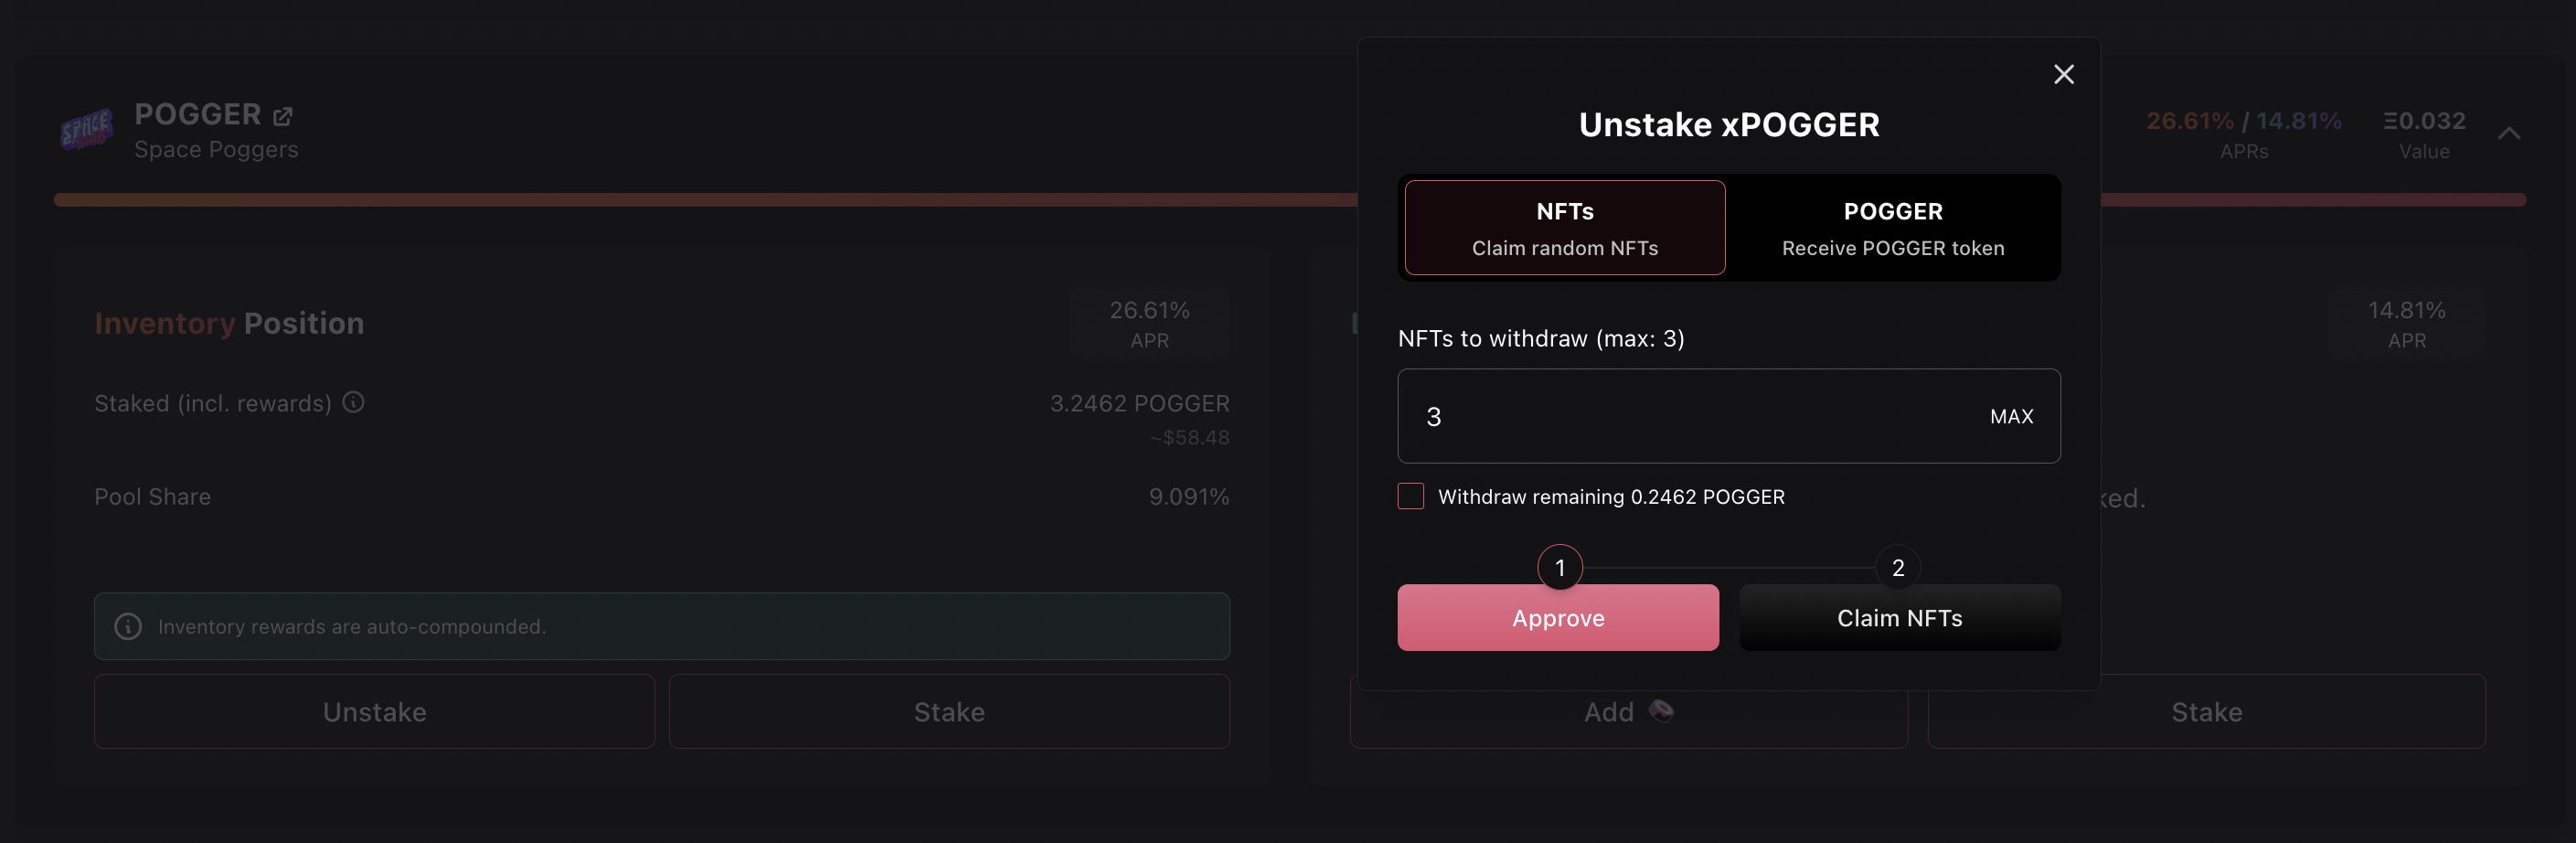 SPACE
POGGER
Space Poggers
26.61% / 14.81%
APRs
Ξ0.032
Value
Inventory Position
26.61%
APR
Staked (incl. rewards)
3.2462 POGGER
~$58.48
Pool Share
9.091%
Inventory rewards are auto-compounded.
Unstake
Stake
Unstake xPOGGER
NFTs
Claim random NFTs
POGGER
Receive POGGER token
NFTs to withdraw (max: 3)
3
MAX
Withdraw remaining 0.2462 POGGER
1
2
Approve
Claim NFTs
14.81%
APR
Add
Stake